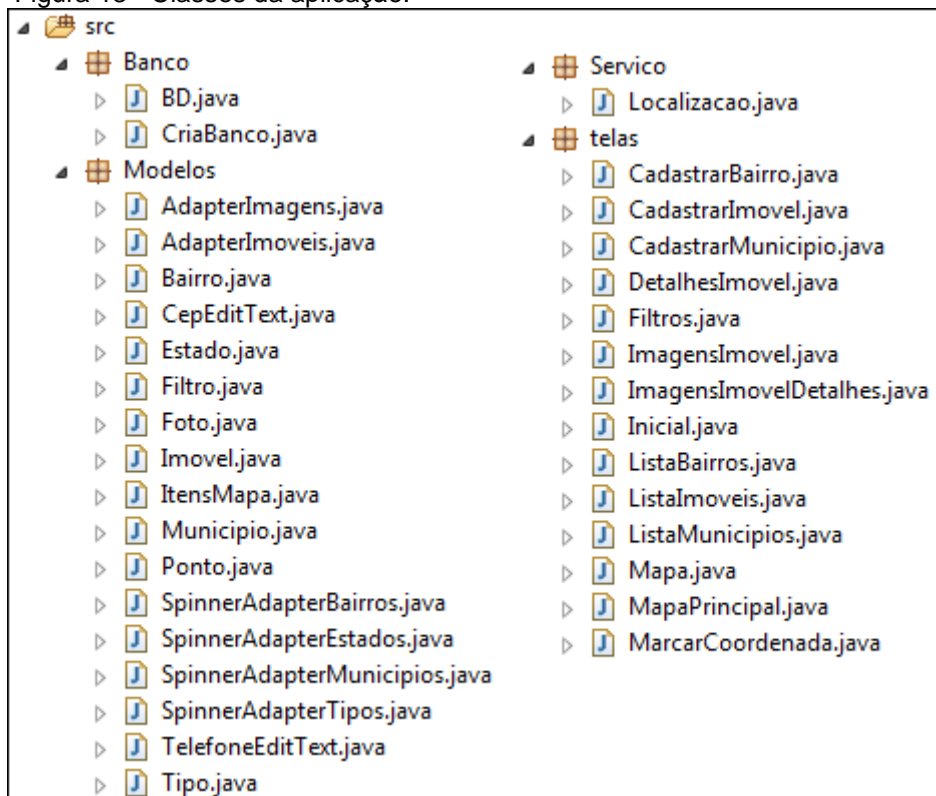 Figura 18 - Classes da aplicação.
src
Banco
BD.java
CriaBanco.java
Modelos
AdapterImagens.java
AdapterImoveis.java
Bairro.java
CepEditText.java
Estado.java
Filtro.java
Foto.java
Imovel.java
ItensMapa.java
Municipio.java
Ponto.java
SpinnerAdapterBairros.java
SpinnerAdapterEstados.java
SpinnerAdapterMunicipios.java
SpinnerAdapterTipos.java
TelefoneEditText.java
Tipo.java
Servico
Localizacao.java
telas
CadastrarBairro.java
CadastrarImovel.java
CadastrarMunicipio.java
DetalhesImovel.java
Filtros.java
ImagensImovel.java
ImagensImovelDetalhes.java
Inicial.java
ListaBairros.java
ListaImoveis.java
ListaMunicipios.java
Mapa.java
MapaPrincipal.java
MarcarCoordenada.java